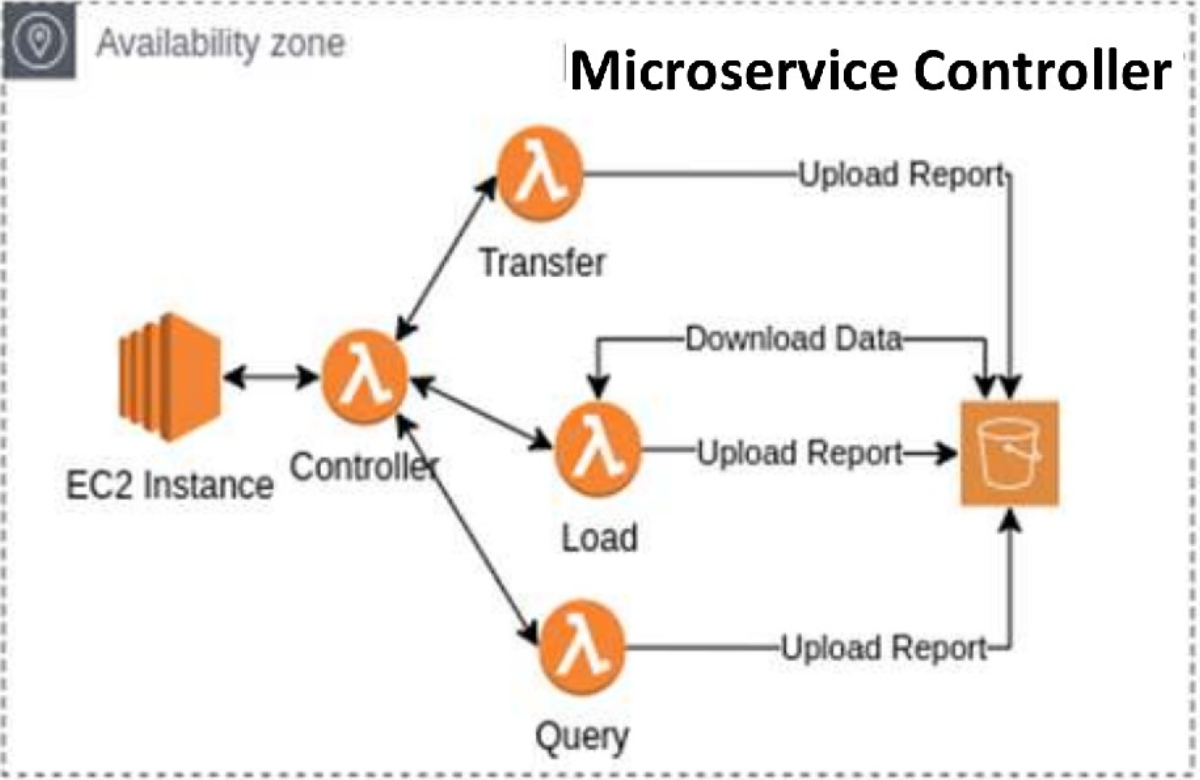 Availability zone
Microservice Controller
Upload Report
Transfer
Download Data
Controller
EC2 Instance
Upload Report
Load
Upload Report
Query